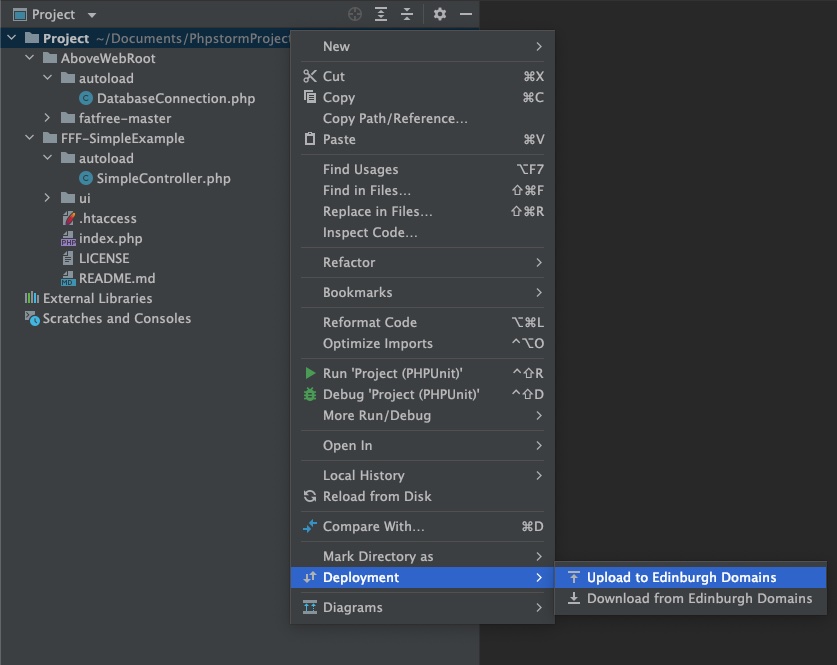 Project
Project ~/Documents/PhpstormProject
AboveWebRoot
autoload
DatabaseConnection.php
fatfree-master
FFF-SimpleExample
autoload
SimpleController.php
ui
.htaccess
index.php
LICENSE
README.md
External Libraries
Scratches and Consoles
New
Cut ⌘X
Copy ⌘C
Copy Path/Reference...
Paste ⌘V
Find Usages ⌥F7
Find in Files... ⇧⌘F
Replace in Files... ⇧⌘R
Inspect Code...
Refactor
Bookmarks
Reformat Code ⌥⌘L
Optimize Imports ^⌥O
Run 'Project (PHPUnit)' ^⇧R
Debug 'Project (PHPUnit)' ^⇧D
More Run/Debug
Open In
Local History
Reload from Disk
Compare With... ⌘D
Mark Directory as
Deployment
Diagrams
Upload to Edinburgh Domains
Download from Edinburgh Domains